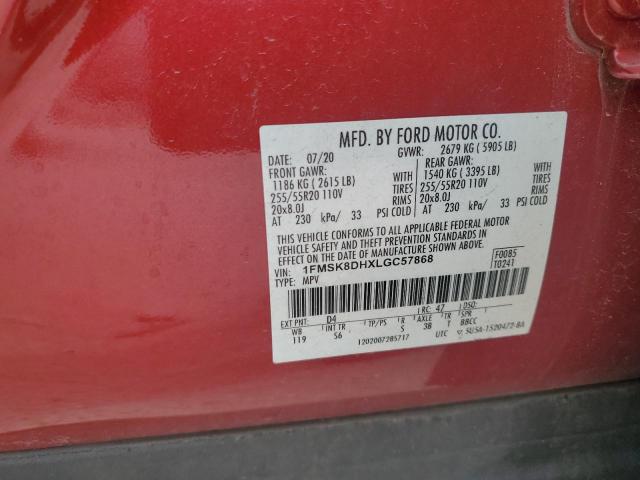 MFD. BY FORD MOTOR CO.
DATE: 07/20 GVWR: 2679 KG ( 5905 LB)
FRONT GAWR: REAR GAWR:
1186 KG ( 2615 LB) WITH 1540 KG ( 3395 LB) WITH
255/55R20 110V TIRES 255/55R20 110V TIRES
20x8.0J RIMS 20x8.0J RIMS
AT 230 kPa/ 33 PSI COLD AT 230 kPa/ 33 PSI COLD
THIS VEHICLE CONFORMS TO ALL APPLICABLE FEDERAL MOTOR
VEHICLE SAFETY AND BUMPER AND THEFT PREVENTION STANDARDS
IN EFFECT ON THE DATE OF MANUFACTURE SHOWN ABOVE.
VIN: 1FMSK8DHXLGC57868 F0085
TYPE: MPV T0241
EXT PNT: D4 RC: 47 DSO:
WB INT TR TP/PS R AXLE TR SPR
119 S6 S 3B T BBCC
1202007285717 UTC 5USA-1520472-BA